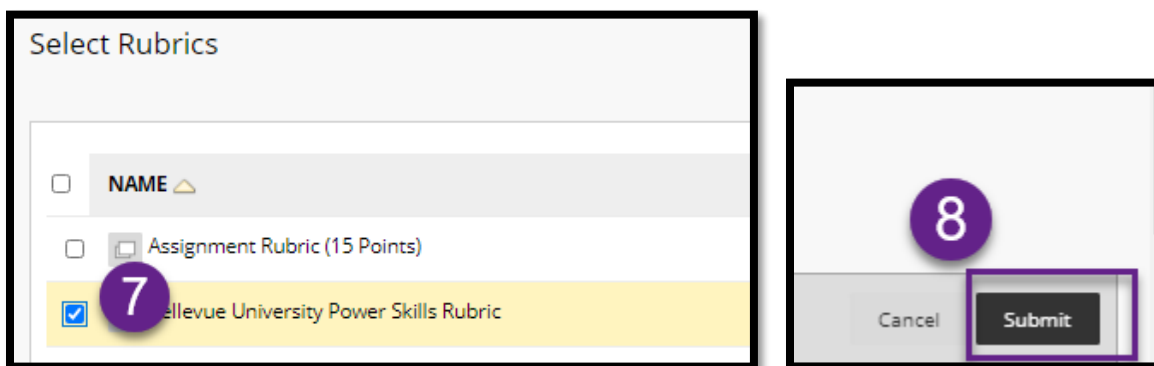 Select Rubrics
NAME
Assignment Rubric (15 Points)
7
ellevue University Power Skills Rubric
8
Cancel
Submit